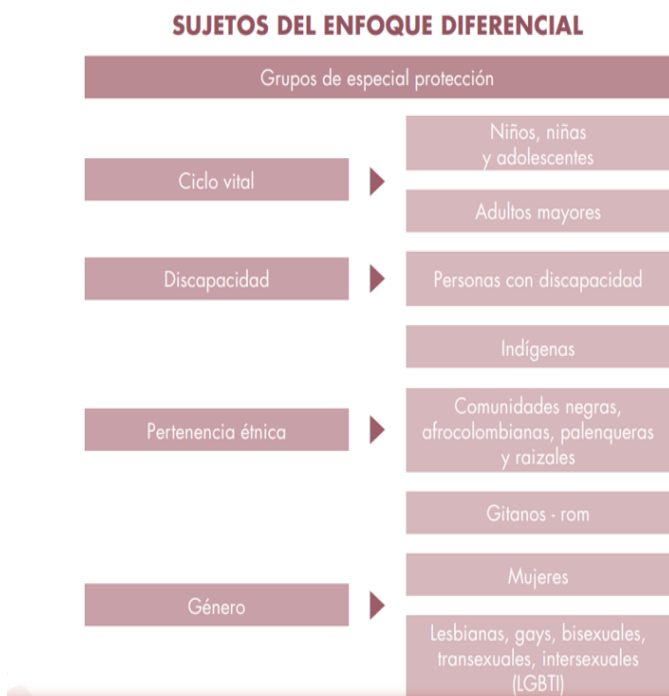 SUJETOS DEL ENFOQUE DIFERENCIAL
Grupos de especial protección
Ciclo vital
Niños, niñas
y adolescentes
Adultos mayores
Discapacidad
Personas con discapacidad
Pertenencia étnica
Indígenas
Comunidades negras,
afrocolombianas, palenqueras
y raizales
Gitanos - rom
Género
Mujeres
Lesbianas, gays, bisexuales,
transexuales, intersexuales
(LGBTI)